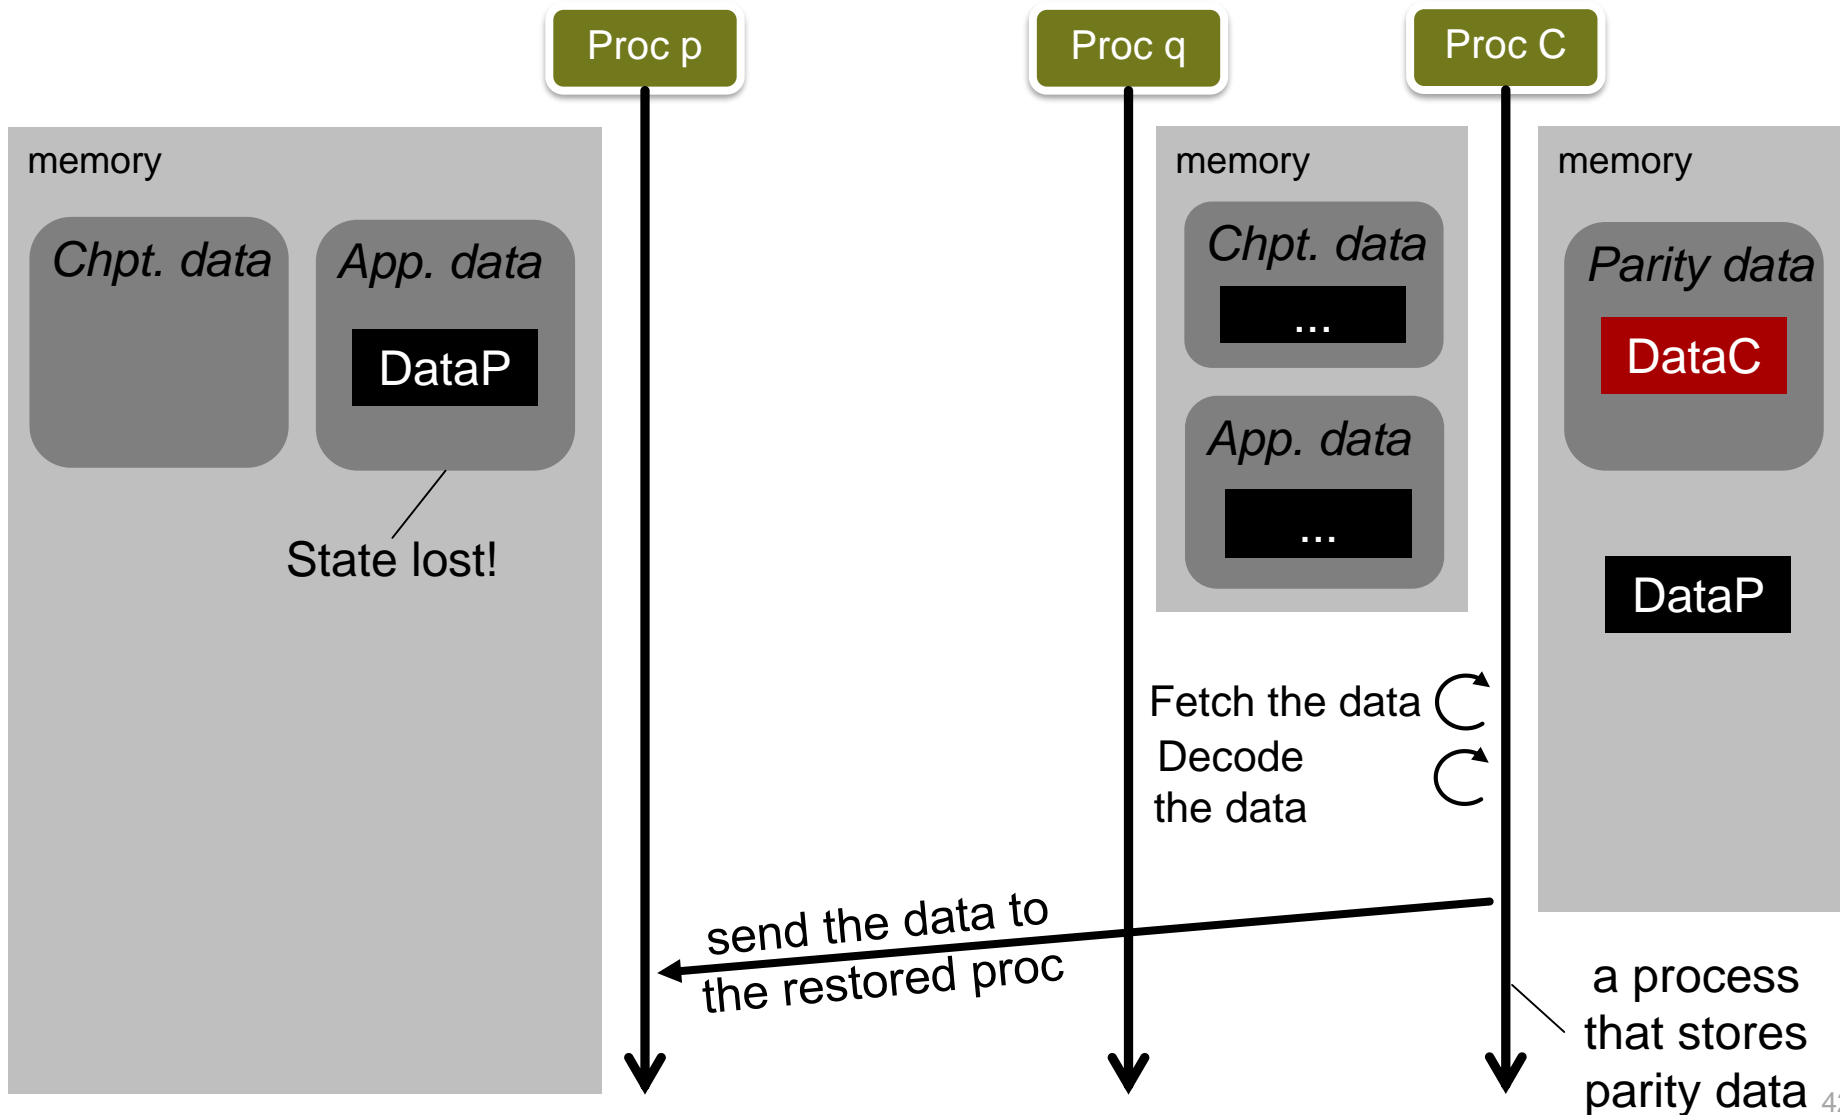 Proc p
Proc q
Proc C
memory
Chpt. data
App. data
DataP
State lost!
memory
Chpt. data
...
App. data
...
memory
Parity data
DataC
DataP
Fetch the data
Decode
the data
send the data to
the restored proc
a process
that stores
parity data